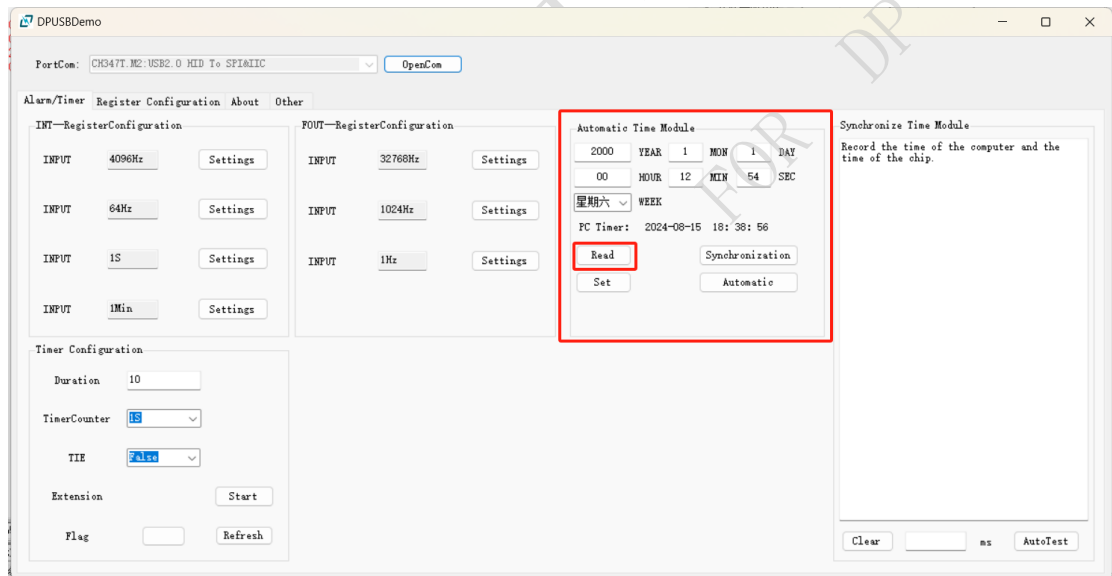 DPUSBDemo
PortCom: CH347T.M2:USB2.0 HID To SPI&IIC OpenCom
Alarm/Timer Register Configuration About Other
INT—RegisterConfiguration
INPUT 4096Hz Settings
INPUT 64Hz Settings
INPUT 1S Settings
INPUT 1Min Settings
FOUT—RegisterConfiguration
INPUT 32768Hz Settings
INPUT 1024Hz Settings
INPUT 1Hz Settings
Automatic Time Module
2000 YEAR 1 MON 1 DAY
00 HOUR 12 MIN 54 SEC
星期六 WEEK
PC Timer: 2024-08-15 18: 38: 56
Read Synchronization
Set Automatic
Synchronize Time Module
Record the time of the computer and the
time of the chip.
Timer Configuration
Duration 10
TimerCounter 1S
TIE False
Extension Start
Flag Refresh
Clear ms AutoTest
DP
FOR